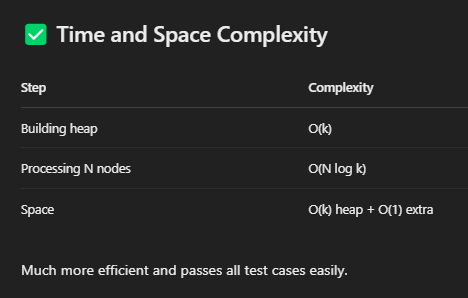 ✅ Time and Space Complexity
Step Complexity
Building heap O(k)
Processing N nodes O(N log k)
Space O(k) heap + O(1) extra
Much more efficient and passes all test cases easily.